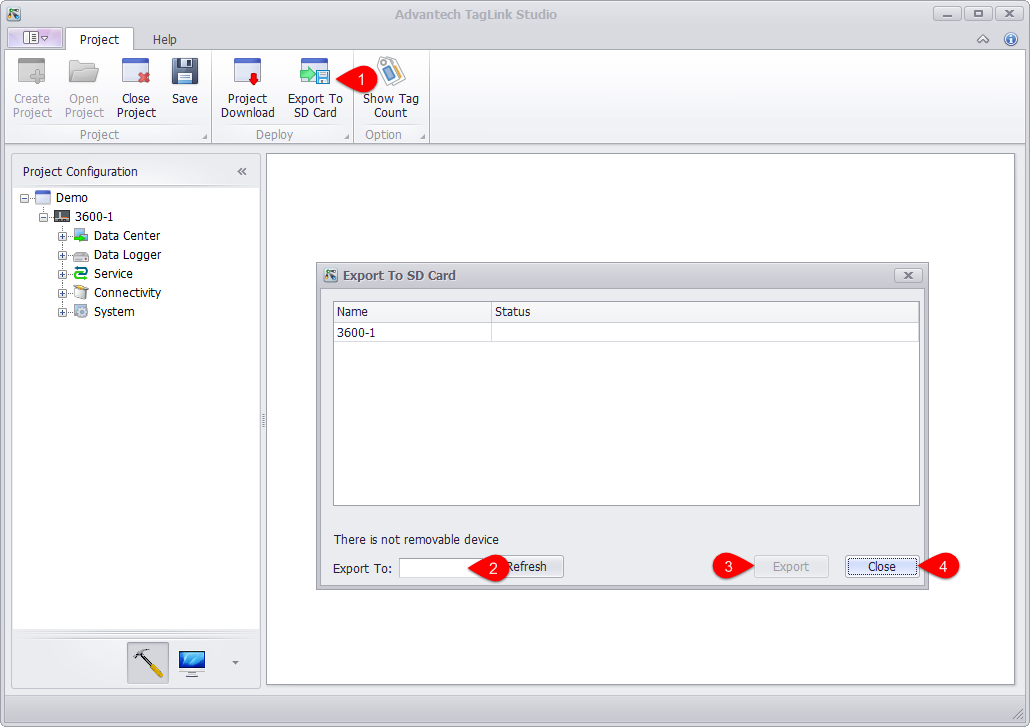 Advantech TagLink Studio
Project Help
Create Project
Open Project
Close Project
Save
Project Download
Export To SD Card
1
Show Tag Count
Project
Deploy
Option
Project Configuration
Demo
3600-1
Data Center
Data Logger
Service
Connectivity
System
Export To SD Card
Name Status
3600-1
There is not removable device
Export To: 2 Refresh 3 Export Close 4